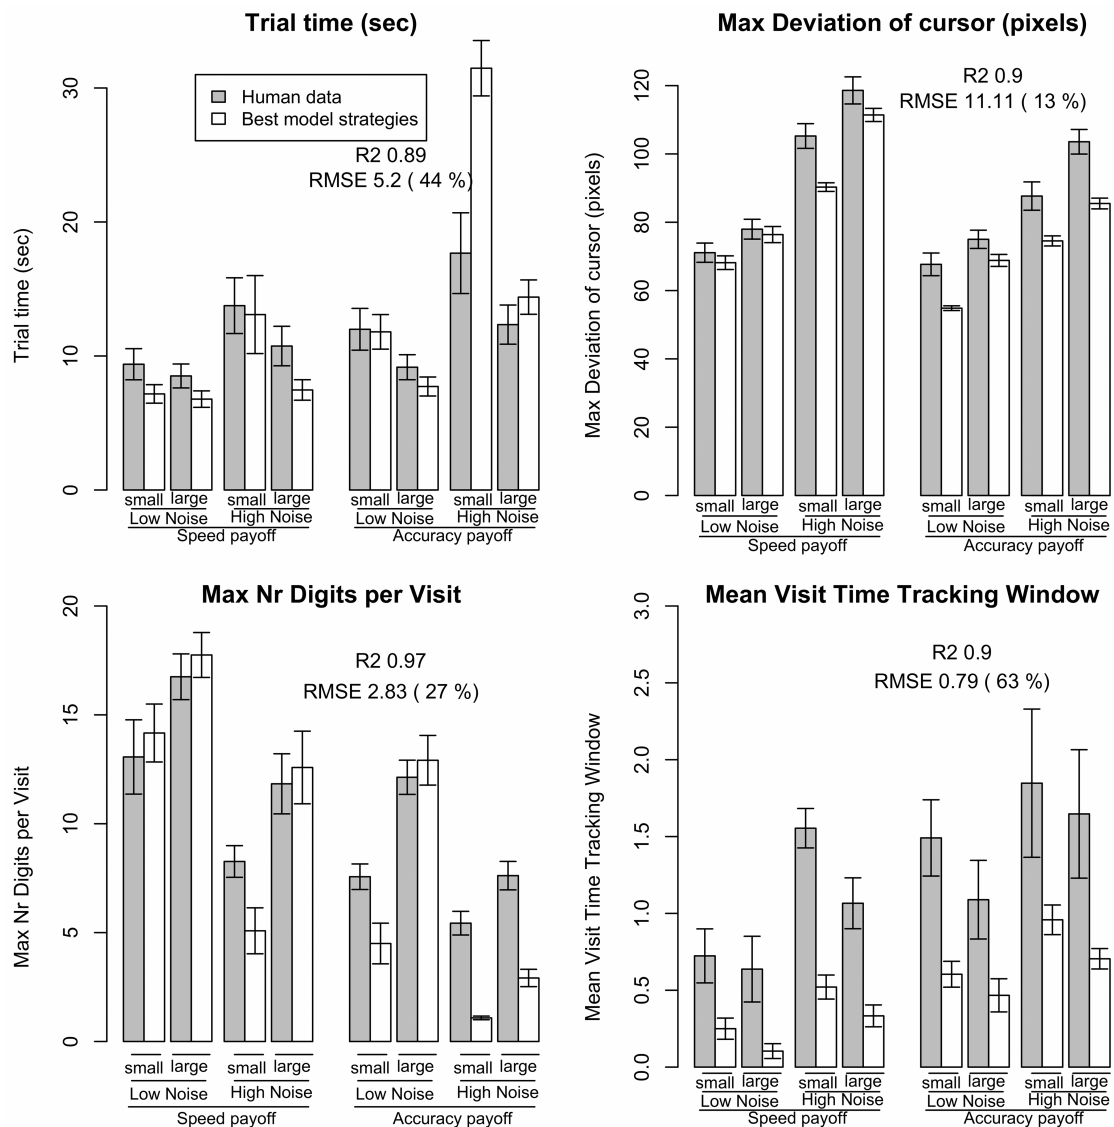 Trial time (sec)
30
20
10
0
Trial time (sec)
Human data
Best model strategies
R2 0.89
RMSE 5.2 ( 44 %)
small large small large small large small large
Low Noise High Noise Low Noise High Noise
Speed payoff Accuracy payoff
Max Deviation of cursor (pixels)
120
100
80
60
40
20
0
Max Deviation of cursor (pixels)
R2 0.9
RMSE 11.11 ( 13 %)
small large small large small large small large
Low Noise High Noise Low Noise High Noise
Speed payoff Accuracy payoff
Max Nr Digits per Visit
20
15
10
5
0
Max Nr Digits per Visit
R2 0.97
RMSE 2.83 ( 27 %)
small large small large small large small large
Low Noise High Noise Low Noise High Noise
Speed payoff Accuracy payoff
Mean Visit Time Tracking Window
3.0
2.5
2.0
1.5
1.0
0.5
0.0
Mean Visit Time Tracking Window
R2 0.9
RMSE 0.79 ( 63 %)
small large small large small large small large
Low Noise High Noise Low Noise High Noise
Speed payoff Accuracy payoff